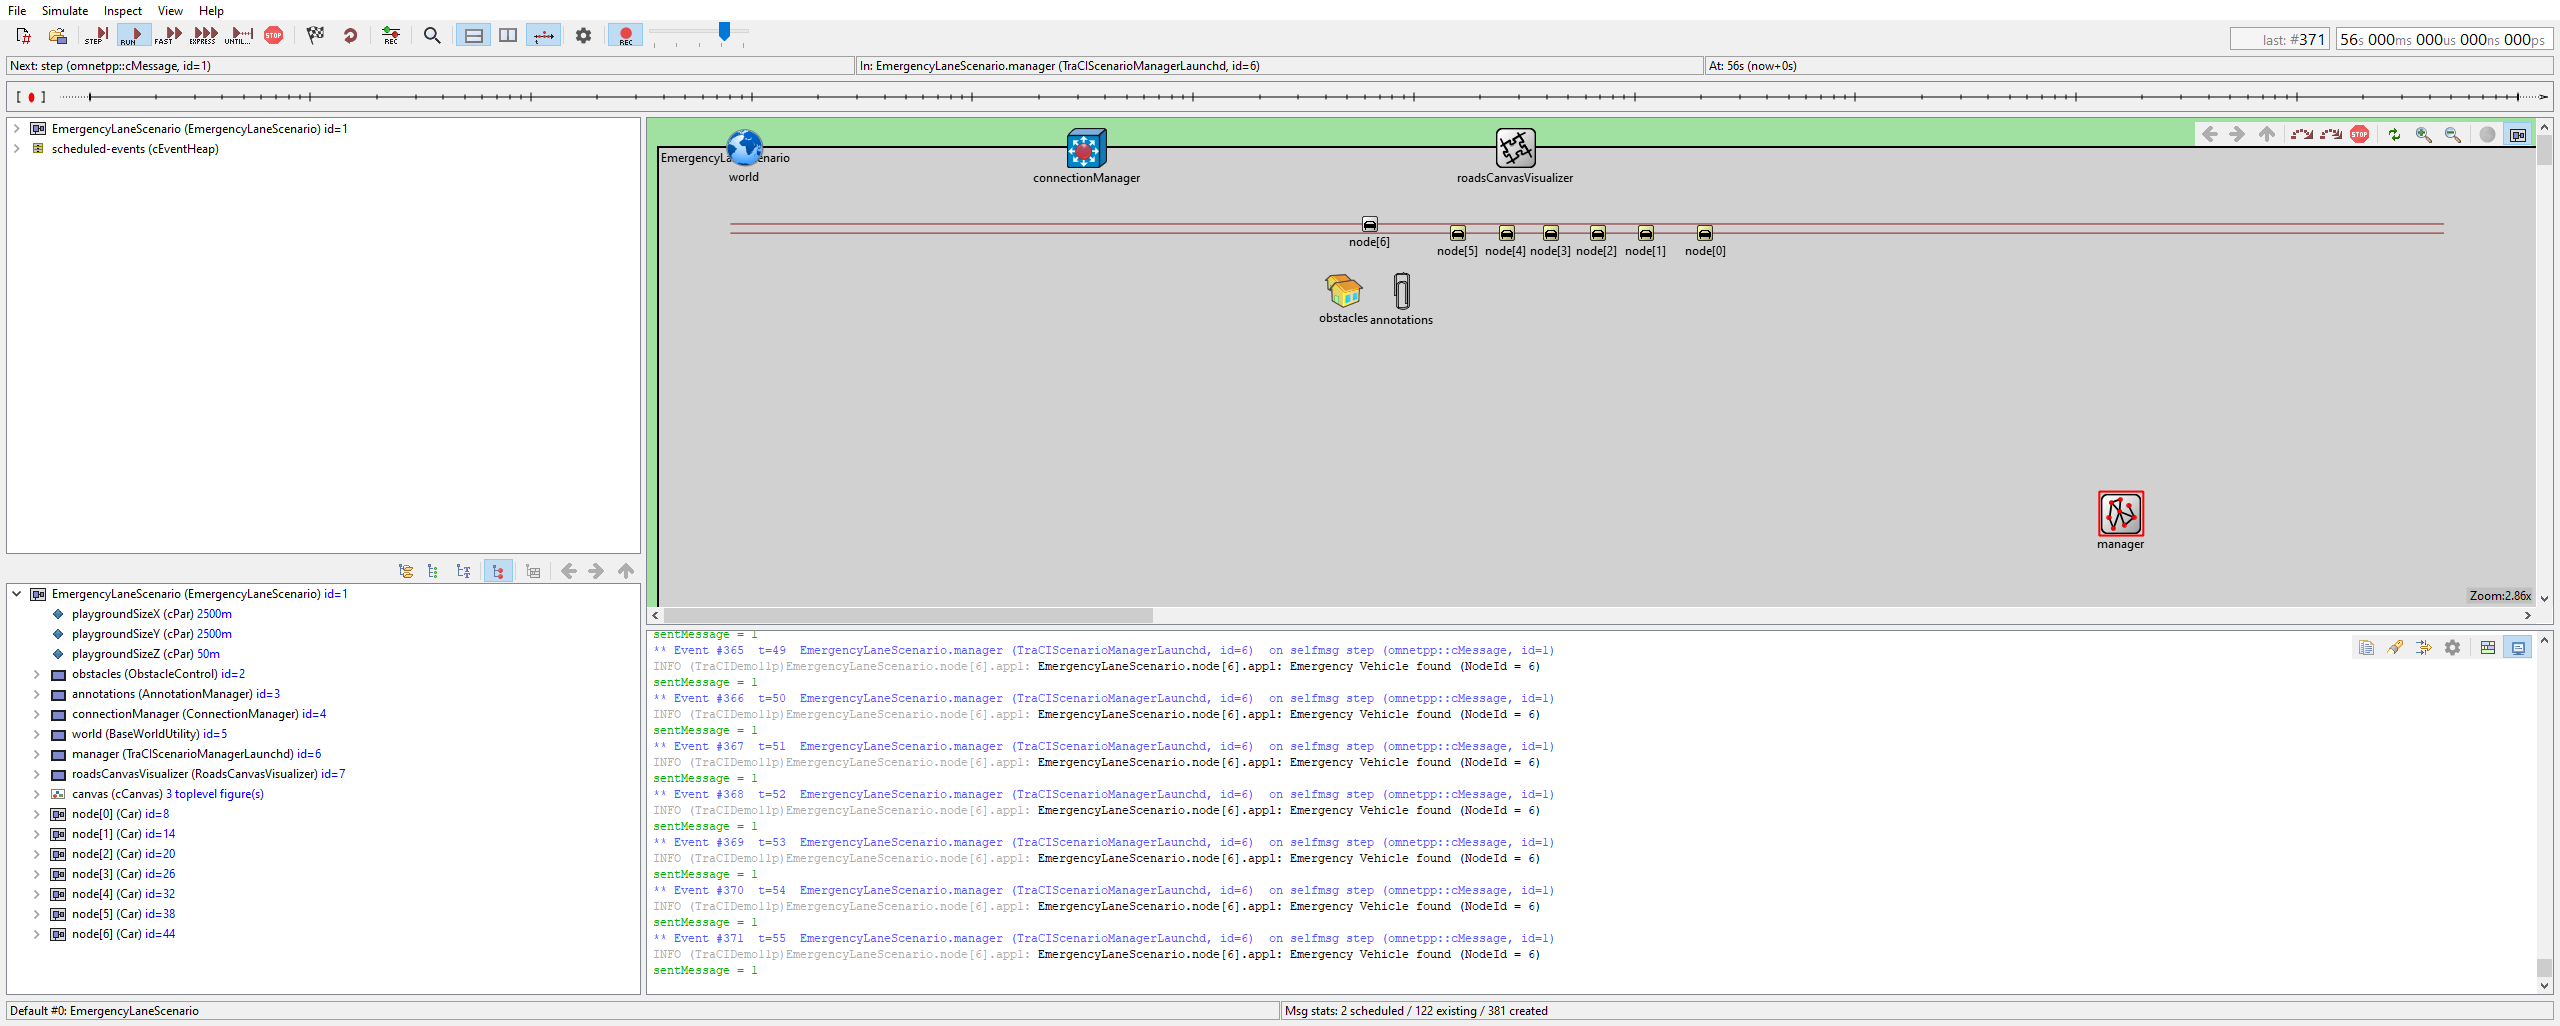 File Simulate Inspect View Help
STEP RUN FAST EXPRESS UNTIL... STOP REC REC
last: #371 56s 000ms 000us 000ns 000ps
Next: step (omnetpp::cMessage, id=1) In: EmergencyLaneScenario.manager (TraCIScenarioManagerLaunchd, id=6) At: 56s (now+0s)
EmergencyLaneScenario (EmergencyLaneScenario) id=1
scheduled-events (cEventHeap)
EmergencyLaneScenario (EmergencyLaneScenario) id=1
playgroundSizeX (cPar) 2500m
playgroundSizeY (cPar) 2500m
playgroundSizeZ (cPar) 50m
obstacles (ObstacleControl) id=2
annotations (AnnotationManager) id=3
connectionManager (ConnectionManager) id=4
world (BaseWorldUtility) id=5
manager (TraCIScenarioManagerLaunchd) id=6
roadsCanvasVisualizer (RoadsCanvasVisualizer) id=7
canvas (cCanvas) 3 toplevel figure(s)
node[0] (Car) id=8
node[1] (Car) id=14
node[2] (Car) id=20
node[3] (Car) id=26
node[4] (Car) id=32
node[5] (Car) id=38
node[6] (Car) id=44
STOP
world connectionManager roadsCanvasVisualizer
node[6]
node[5] node[4] node[3] node[2] node[1] node[0]
obstacles annotations
manager
Zoom:2.86x
sentMessage = 1
** Event #365 t=49 EmergencyLaneScenario.manager (TraCIScenarioManagerLaunchd, id=6) on selfmsg step (omnetpp::cMessage, id=1)
INFO (TraCIDemo11p)EmergencyLaneScenario.node[6].appl: EmergencyLaneScenario.node[6].appl: Emergency Vehicle found (NodeId = 6)
sentMessage = 1
** Event #366 t=50 EmergencyLaneScenario.manager (TraCIScenarioManagerLaunchd, id=6) on selfmsg step (omnetpp::cMessage, id=1)
INFO (TraCIDemo11p)EmergencyLaneScenario.node[6].appl: EmergencyLaneScenario.node[6].appl: Emergency Vehicle found (NodeId = 6)
sentMessage = 1
** Event #367 t=51 EmergencyLaneScenario.manager (TraCIScenarioManagerLaunchd, id=6) on selfmsg step (omnetpp::cMessage, id=1)
INFO (TraCIDemo11p)EmergencyLaneScenario.node[6].appl: EmergencyLaneScenario.node[6].appl: Emergency Vehicle found (NodeId = 6)
sentMessage = 1
** Event #368 t=52 EmergencyLaneScenario.manager (TraCIScenarioManagerLaunchd, id=6) on selfmsg step (omnetpp::cMessage, id=1)
INFO (TraCIDemo11p)EmergencyLaneScenario.node[6].appl: EmergencyLaneScenario.node[6].appl: Emergency Vehicle found (NodeId = 6)
sentMessage = 1
** Event #369 t=53 EmergencyLaneScenario.manager (TraCIScenarioManagerLaunchd, id=6) on selfmsg step (omnetpp::cMessage, id=1)
INFO (TraCIDemo11p)EmergencyLaneScenario.node[6].appl: EmergencyLaneScenario.node[6].appl: Emergency Vehicle found (NodeId = 6)
sentMessage = 1
** Event #370 t=54 EmergencyLaneScenario.manager (TraCIScenarioManagerLaunchd, id=6) on selfmsg step (omnetpp::cMessage, id=1)
INFO (TraCIDemo11p)EmergencyLaneScenario.node[6].appl: EmergencyLaneScenario.node[6].appl: Emergency Vehicle found (NodeId = 6)
sentMessage = 1
** Event #371 t=55 EmergencyLaneScenario.manager (TraCIScenarioManagerLaunchd, id=6) on selfmsg step (omnetpp::cMessage, id=1)
INFO (TraCIDemo11p)EmergencyLaneScenario.node[6].appl: EmergencyLaneScenario.node[6].appl: Emergency Vehicle found (NodeId = 6)
sentMessage = 1
Default #0: EmergencyLaneScenario Msg stats: 2 scheduled / 122 existing / 381 created